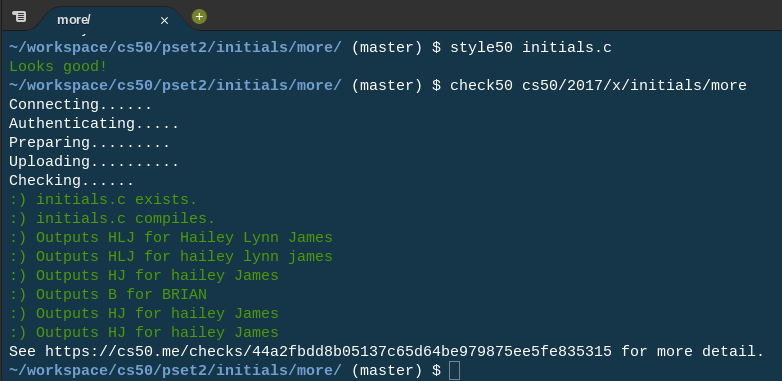 more/
~/workspace/cs50/pset2/initials/more/ (master) $ style50 initials.c
Looks good!
~/workspace/cs50/pset2/initials/more/ (master) $ check50 cs50/2017/x/initials/more
Connecting......
Authenticating.....
Preparing.........
Uploading..........
Checking......
:) initials.c exists.
:) initials.c compiles.
:) Outputs HLJ for Hailey Lynn James
:) Outputs HLJ for hailey lynn james
:) Outputs HJ for hailey James
:) Outputs B for BRIAN
:) Outputs HJ for hailey James
:) Outputs HJ for hailey James
See https://cs50.me/checks/44a2fbdd8b05137c65d64be979875ee5fe835315 for more detail.
~/workspace/cs50/pset2/initials/more/ (master) $